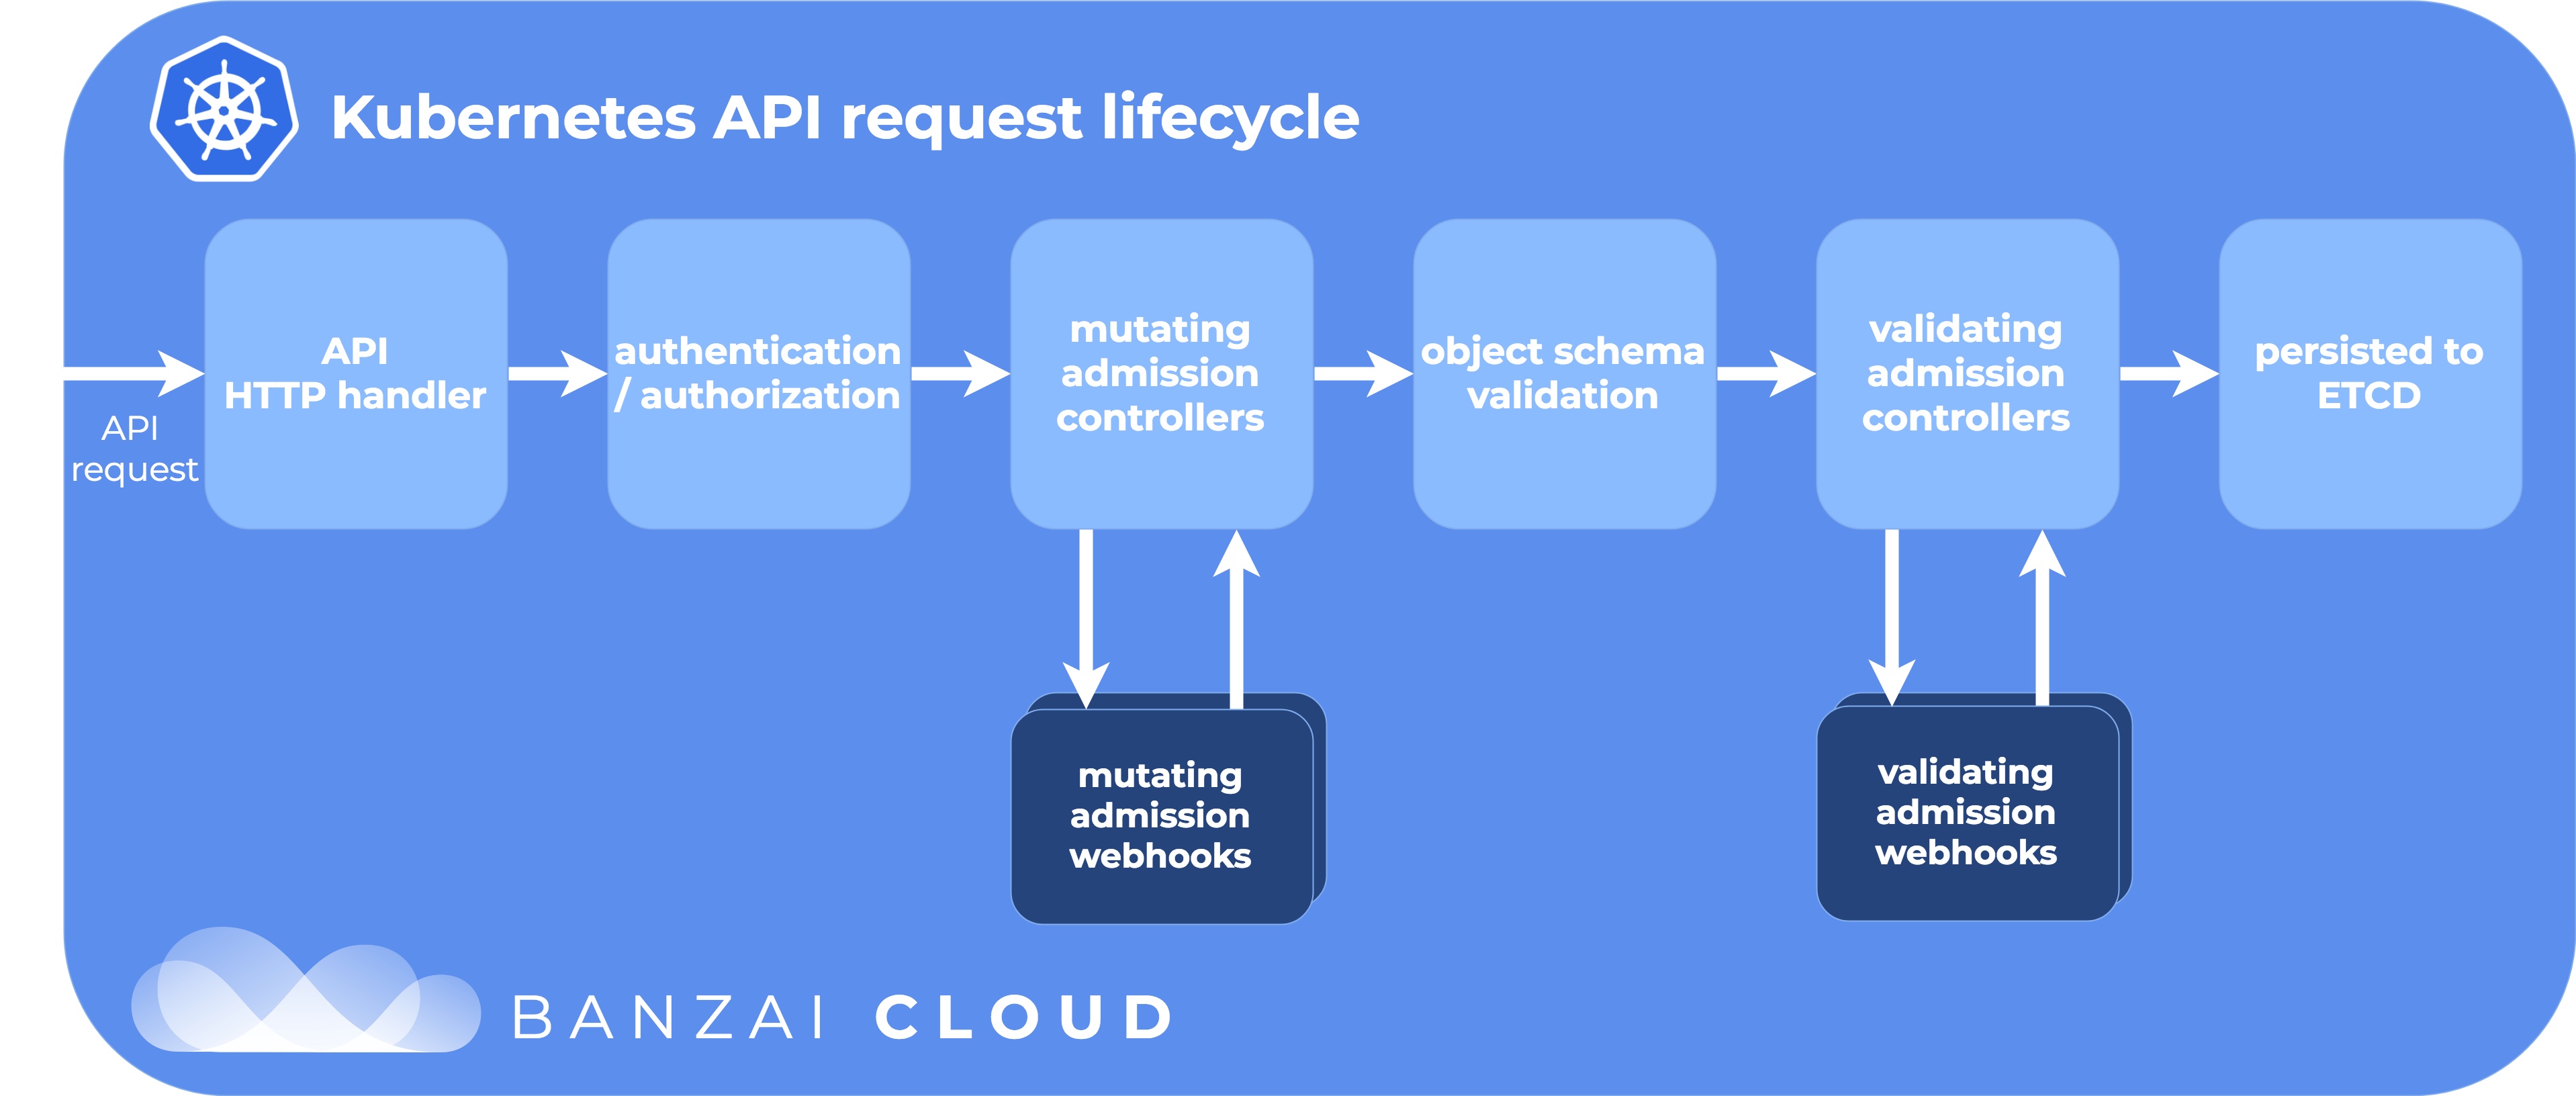 Kubernetes API request lifecycle
API
request
API
HTTP handler
authentication
/ authorization
mutating
admission
controllers
object schema
validation
validating
admission
controllers
persisted to
ETCD
mutating
admission
webhooks
validating
admission
webhooks
BANZAI CLOUD